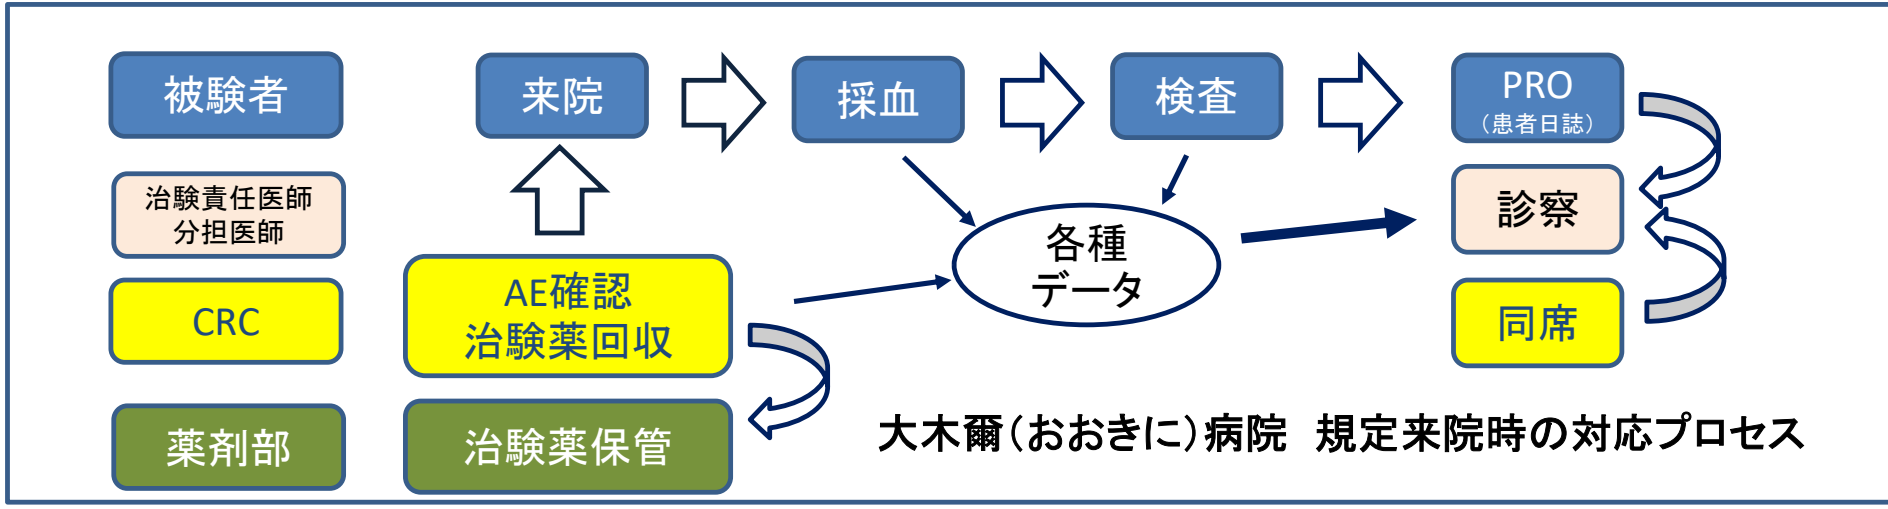 被験者
来院
採血
検査
PRO
（患者日誌）
治験責任医師
分担医師
診察
CRC
AE確認
治験薬回収
各種
データ
同席
薬剤部
治験薬保管
大木爾（おおきに）病院　規定来院時の対応プロセス